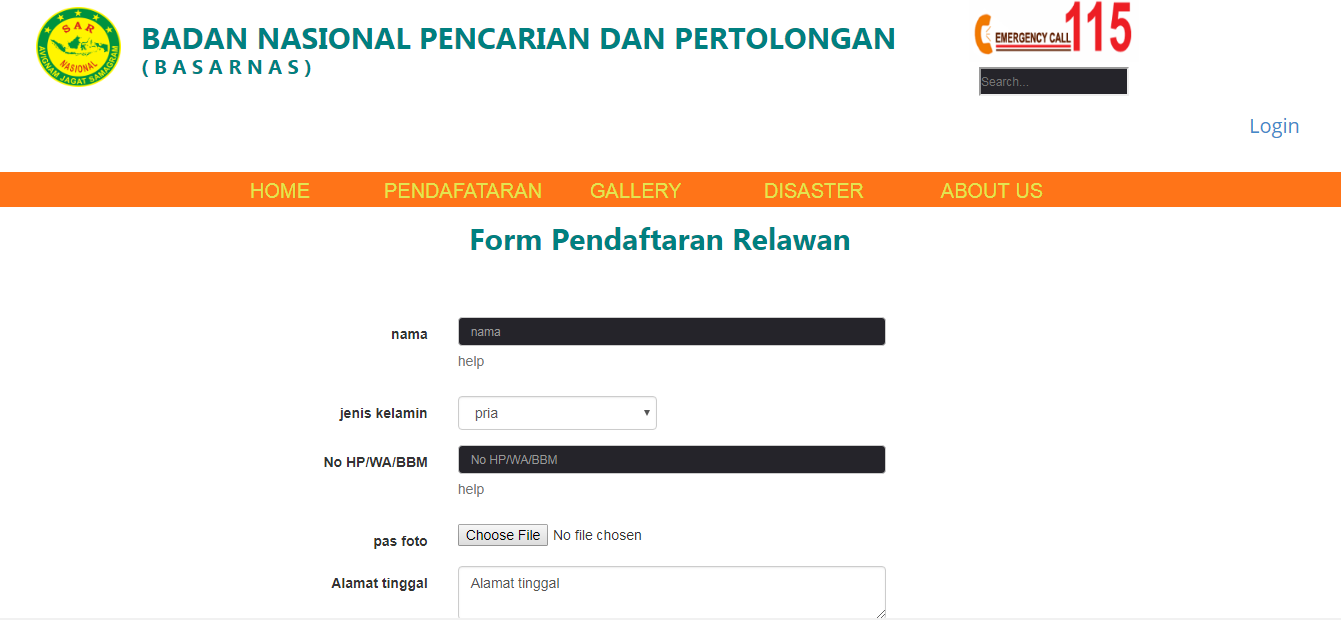 SAR
NASIONAL
AVIGNAM JAGAT SAMAGRAM
BADAN NASIONAL PENCARIAN DAN PERTOLONGAN
(BASARNAS)
EMERGENCY CALL 115
Search...
Login
HOME PENDAFATARAN GALLERY DISASTER ABOUT US
Form Pendaftaran Relawan
nama nama
help
jenis kelamin pria
No HP/WA/BBM No HP/WA/BBM
help
pas foto Choose File No file chosen
Alamat tinggal Alamat tinggal